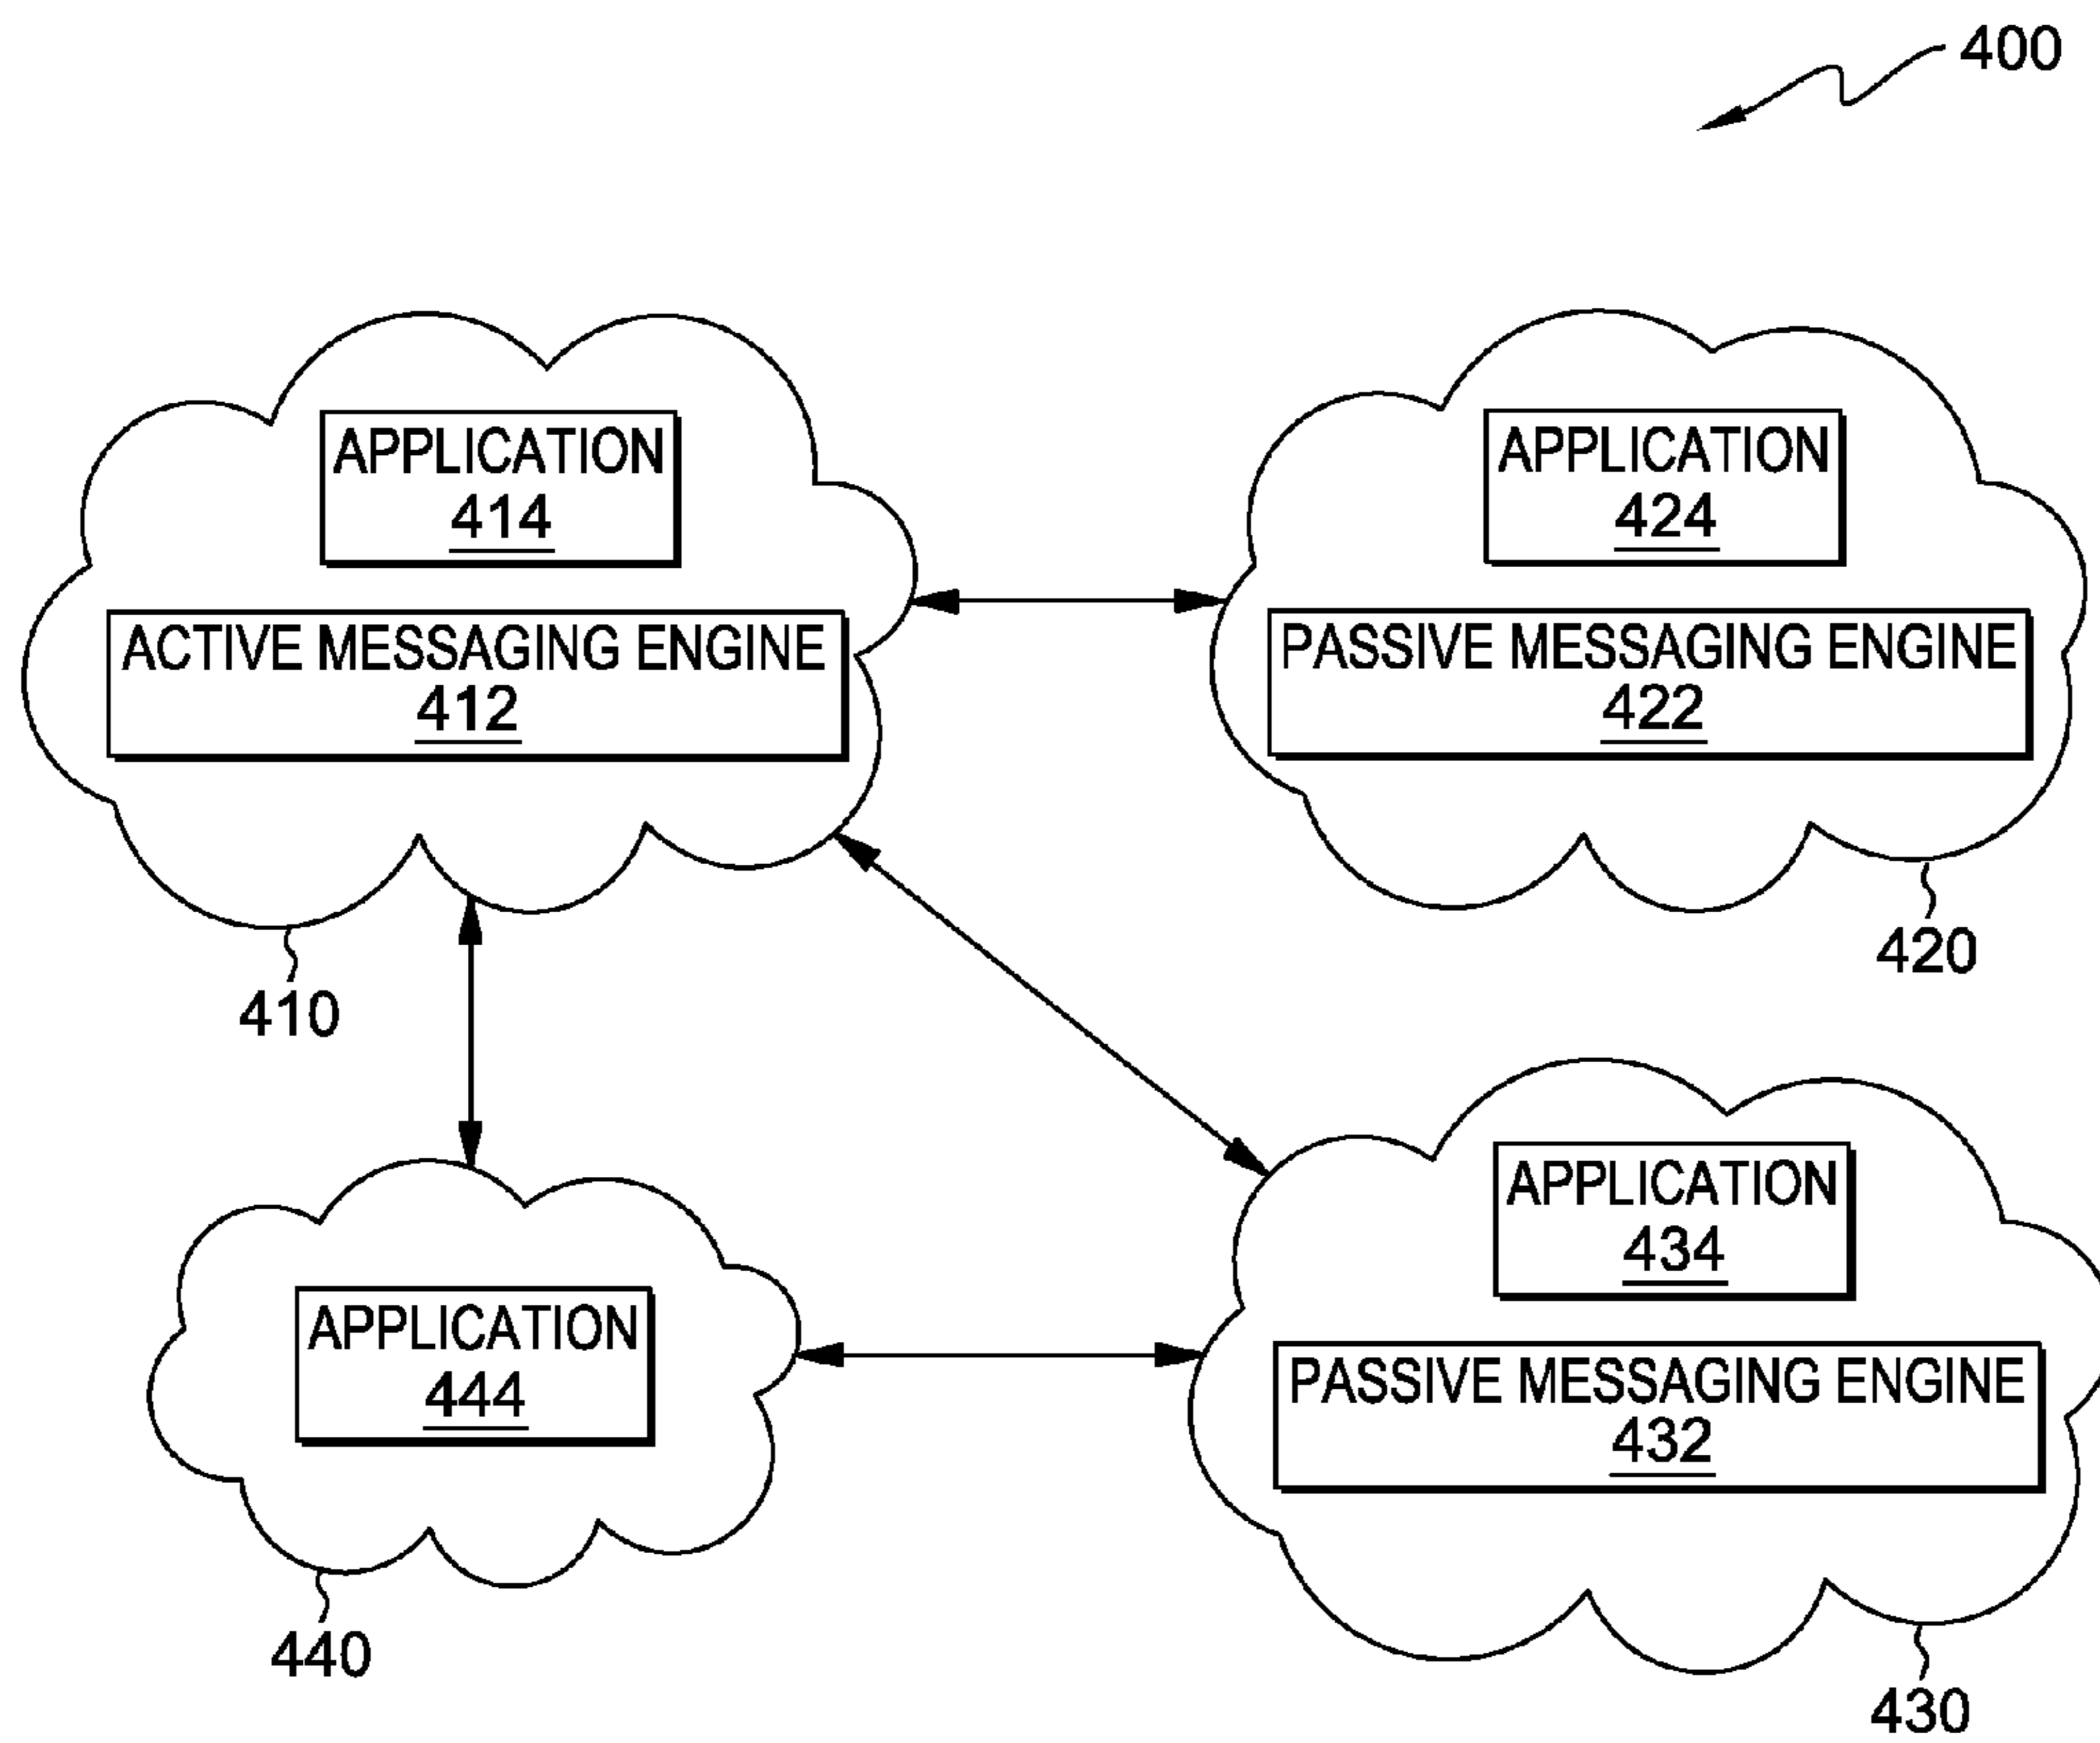 400
APPLICATION
414
ACTIVE MESSAGING ENGINE
412
410
APPLICATION
424
PASSIVE MESSAGING ENGINE
422
420
APPLICATION
444
440
APPLICATION
434
PASSIVE MESSAGING ENGINE
432
430